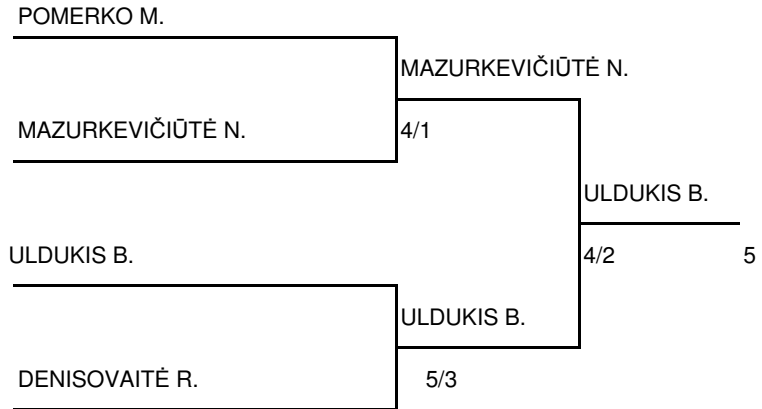 POMERKO M.
MAZURKEVIČIŪTĖ N.
MAZURKEVIČIŪTĖ N.
4/1
ULDUKIS B.
ULDUKIS B.
4/2
5
ULDUKIS B.
DENISOVAITĖ R.
5/3